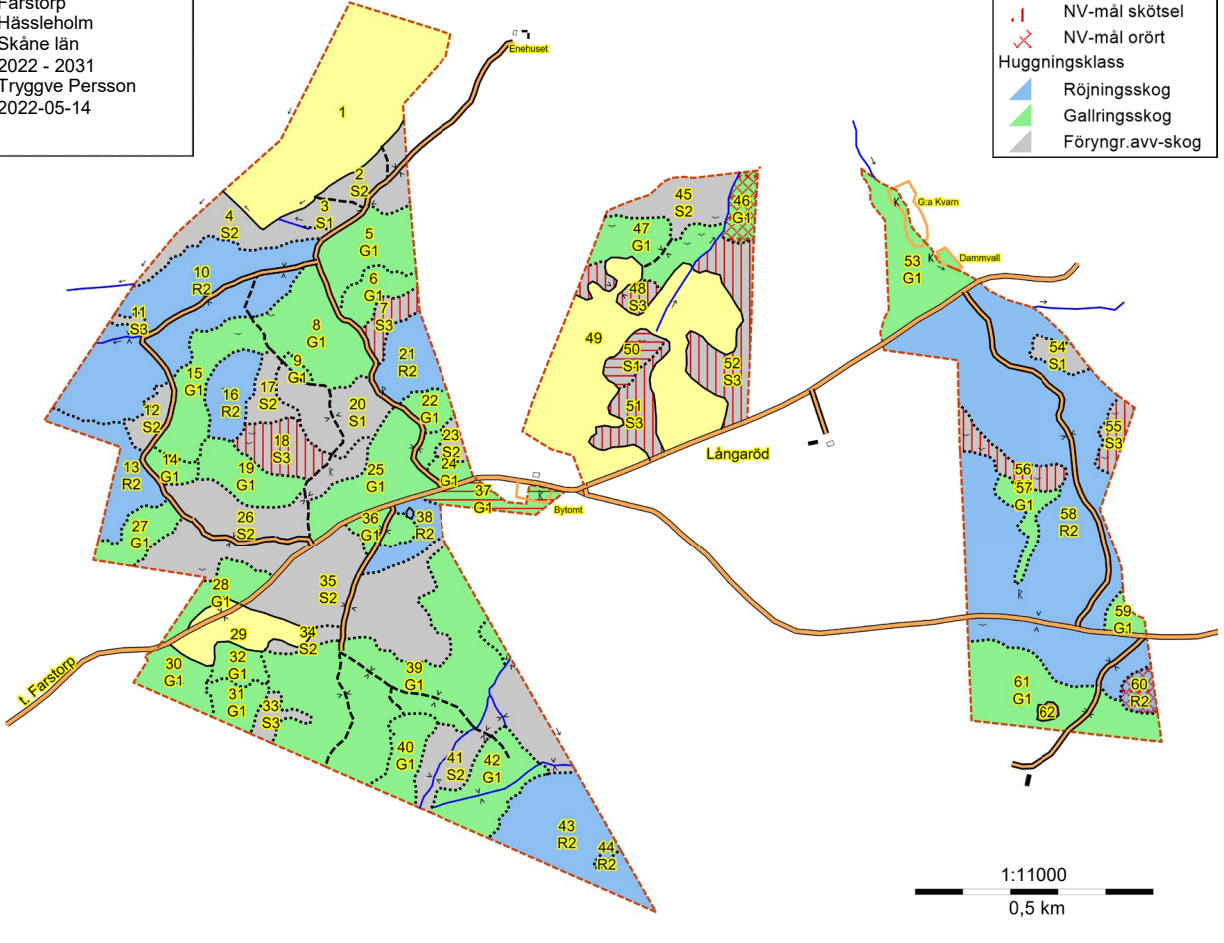 Farstorp
Hässleholm
Skåne län
2022 - 2031
Tryggve Persson
2022-05-14
NV-mål skötsel
NV-mål orört
Huggningsklass
Röjningsskog
Gallringsskog
Föryngr.avv-skog
Enehuset
1
2
S2
3
S1
4
S2
5
G1
6
G1
7
S3
8
G1
9
G1
10
R2
11
S3
12
S2
13
R2
14
G1
15
G1
16
R2
17
S2
18
S3
19
G1
20
S1
21
R2
22
G1
23
S2
24
G1
25
G1
26
S2
27
G1
28
G1
29
30
G1
31
G1
32
G1
33
S3
34
S2
35
S2
36
G1
37
G1
38
R2
39
G1
40
G1
41
S2
42
G1
43
R2
44
R2
45
S2
46
G1
47
G1
48
S3
49
50
S1
51
S3
52
S3
53
G1
54
S1
55
S3
56
S3
57
G1
58
R2
59
G1
60
R2
61
G1
62
K
G:a Kvarn
K
Dammvall
Långaröd
K
Bytomt
R
R
t. Farstorp
1:11000
0,5 km